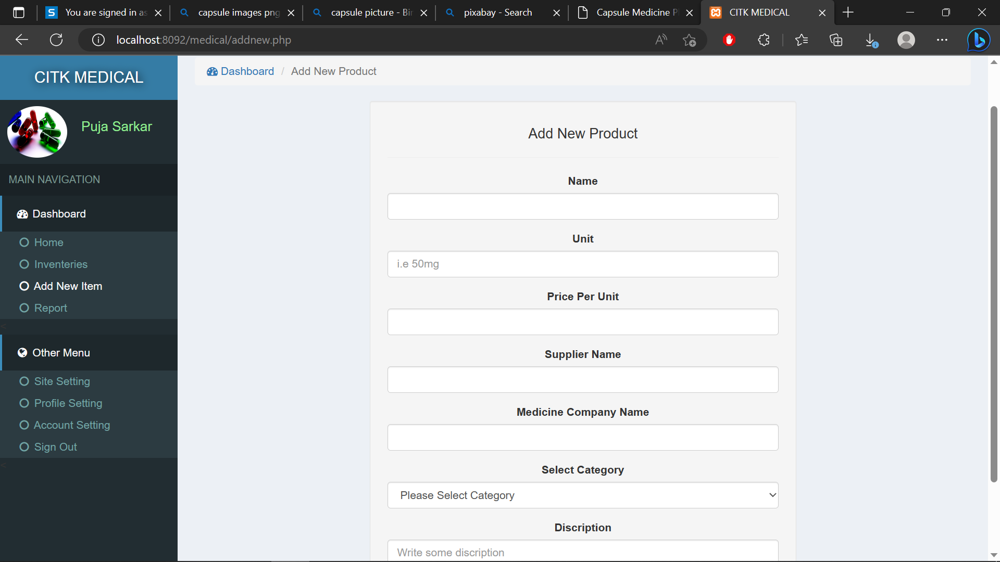 You are signed in as
capsule images png
capsule picture - Bin
pixabay - Search
Capsule Medicine P
CITK MEDICAL
localhost:8092/medical/addnew.php
CITK MEDICAL
Puja Sarkar
MAIN NAVIGATION
Dashboard
Home
Inventeries
Add New Item
Report
<
Other Menu
Site Setting
Profile Setting
Account Setting
Sign Out
<
Dashboard / Add New Product
Add New Product
Name
Unit
i.e 50mg
Price Per Unit
Supplier Name
Medicine Company Name
Select Category
Please Select Category
Discription
Write some discription